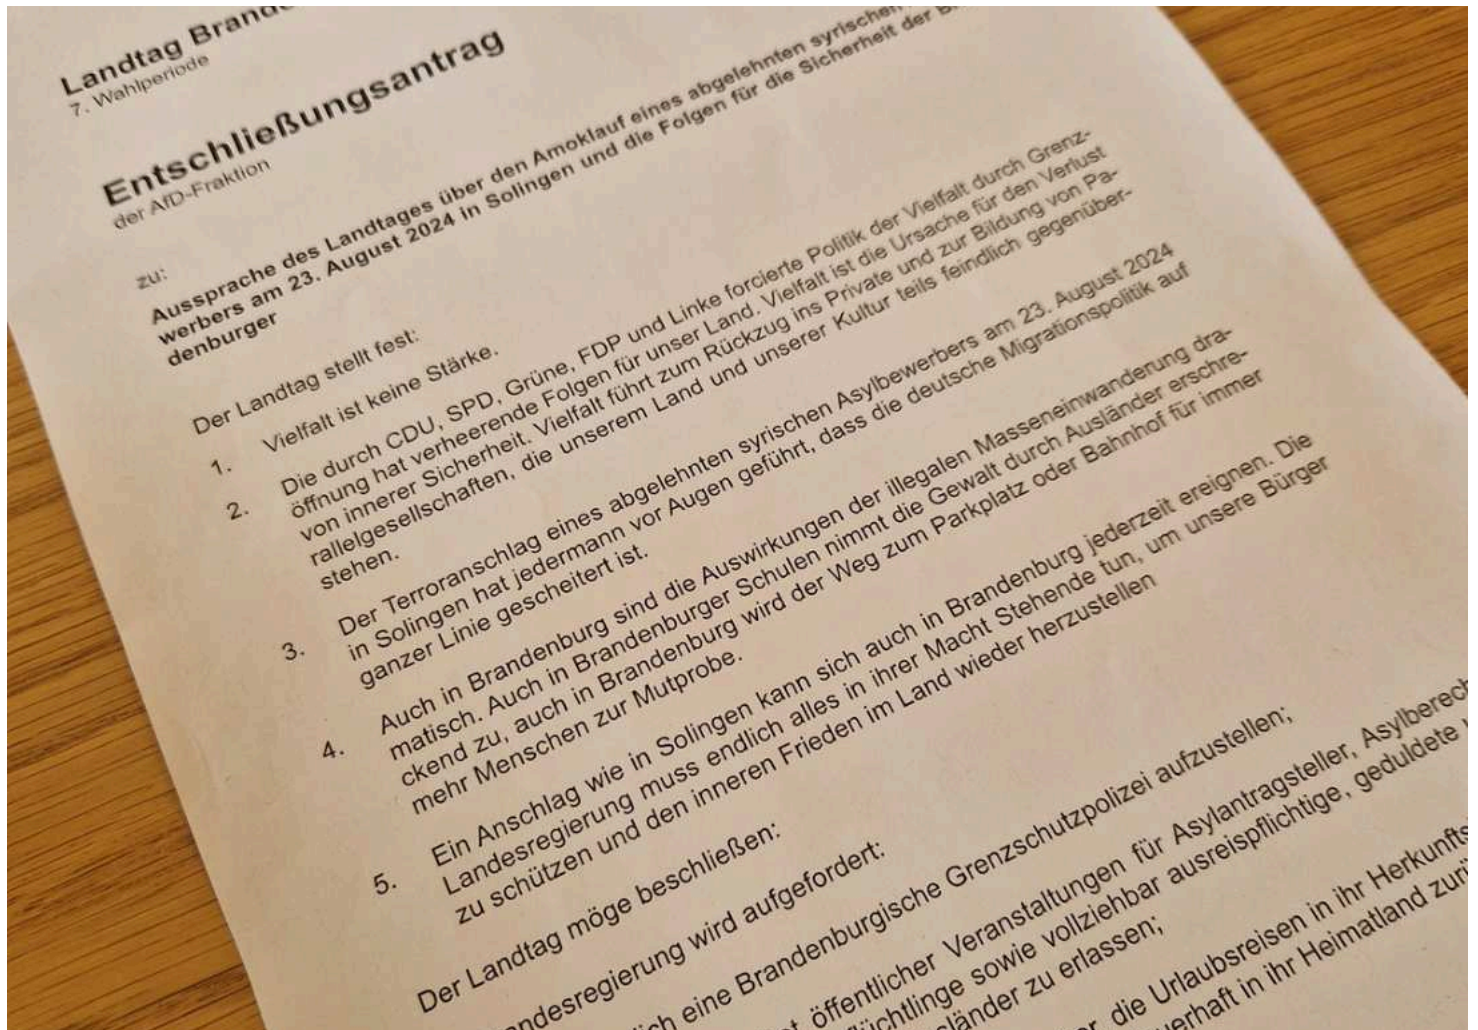 Landtag
7. Wahlperiode
Entschließungsantrag
der AfD-Fraktion
zu:
Aussprache des Landtages über den Amoklauf eines abgelehnten syrischen
werbers am 23. August 2024 in Solingen und die Folgen für die Sicherheit der
denburger
Der Landtag stellt fest:
1. Vielfalt ist keine Stärke.
2. Die durch CDU, SPD, Grüne, FDP und Linke forcierte Politik der Vielfalt durch Grenz-
öffnung hat verheerende Folgen für unser Land. Vielfalt ist die Ursache für den Verlust
von innerer Sicherheit. Vielfalt führt zum Rückzug ins Private und zur Bildung von Pa-
rallelgesellschaften, die unserem Land und unserer Kultur teils feindlich gegenüber-
stehen.
3. Der Terroranschlag eines abgelehnten syrischen Asylbewerbers am 23. August 2024
in Solingen hat jedermann vor Augen geführt, dass die deutsche Migrationspolitik auf
ganzer Linie gescheitert ist.
4. Auch in Brandenburg sind die Auswirkungen der illegalen Masseneinwanderung dra-
matisch. Auch in Brandenburger Schulen nimmt die Gewalt durch Ausländer erschre-
ckend zu, auch in Brandenburg wird der Weg zum Parkplatz oder Bahnhof für immer
mehr Menschen zur Mutprobe.
5. Ein Anschlag wie in Solingen kann sich auch in Brandenburg jederzeit ereignen. Die
Landesregierung muss endlich alles in ihrer Macht Stehende tun, um unsere Bürger
zu schützen und den inneren Frieden im Land wieder herzustellen
Der Landtag möge beschließen:
andesregierung wird aufgefordert:
lich eine Brandenburgische Grenzschutzpolizei aufzustellen;
öffentlicher Veranstaltungen für Asylantragsteller, Asylberech
lüchtlinge sowie vollziehbar ausreispflichtige, geduldete
sländer zu erlassen;
die Urlaubsreisen in ihr Herkunfts
uerhaft in ihr Heimatland zurü